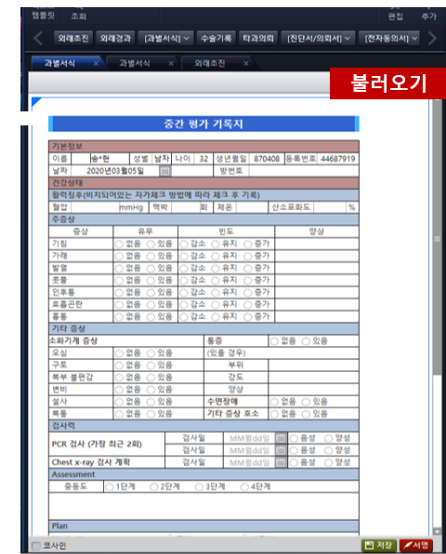 템플릿 조회 편집 추가
외래초진 외래경과 [과별서식] 수술기록 타과의뢰 [진단서/의뢰서] [전자동의서]
과별서식 × 과별서식 × 외래초진 ×
불러오기
중간 평가 기록지
기본정보
이름 송*현 성별 남자 나이 32 생년월일 870408 등록번호 44687919
날짜 2020년03월05일 방번호
건강상태
활력징후(비치되어있는 자가체크 방법에 따라 체크 후 기록)
혈압 mmHg 맥박 회 체온 산소포화도 %
주증상
증상 유무 빈도 양상
기침 없음 있음 감소 유지 증가
가래 없음 있음 감소 유지 증가
발열 없음 있음 감소 유지 증가
콧물 없음 있음 감소 유지 증가
인후통 없음 있음 감소 유지 증가
호흡곤란 없음 있음 감소 유지 증가
흉통 없음 있음 감소 유지 증가
기타 증상
소화기계 증상 통증 없음 있음
오심 없음 있음 (있을 경우)
구토 없음 있음 부위
복부 불편감 없음 있음 강도
변비 없음 있음 양상
설사 없음 있음 수면장애 없음 있음
복통 없음 있음 기타 증상 호소 없음 있음
검사력
PCR 검사 (가장 최근 2회) 검사일 MM월dd일 음성 양성
검사일 MM월dd일 음성 양성
Chest x-ray 검사 계획 검사일 MM월dd일 음성 양성
Assessment
중등도 1단계 2단계 3단계 4단계
Plan
코사인 저장 서명